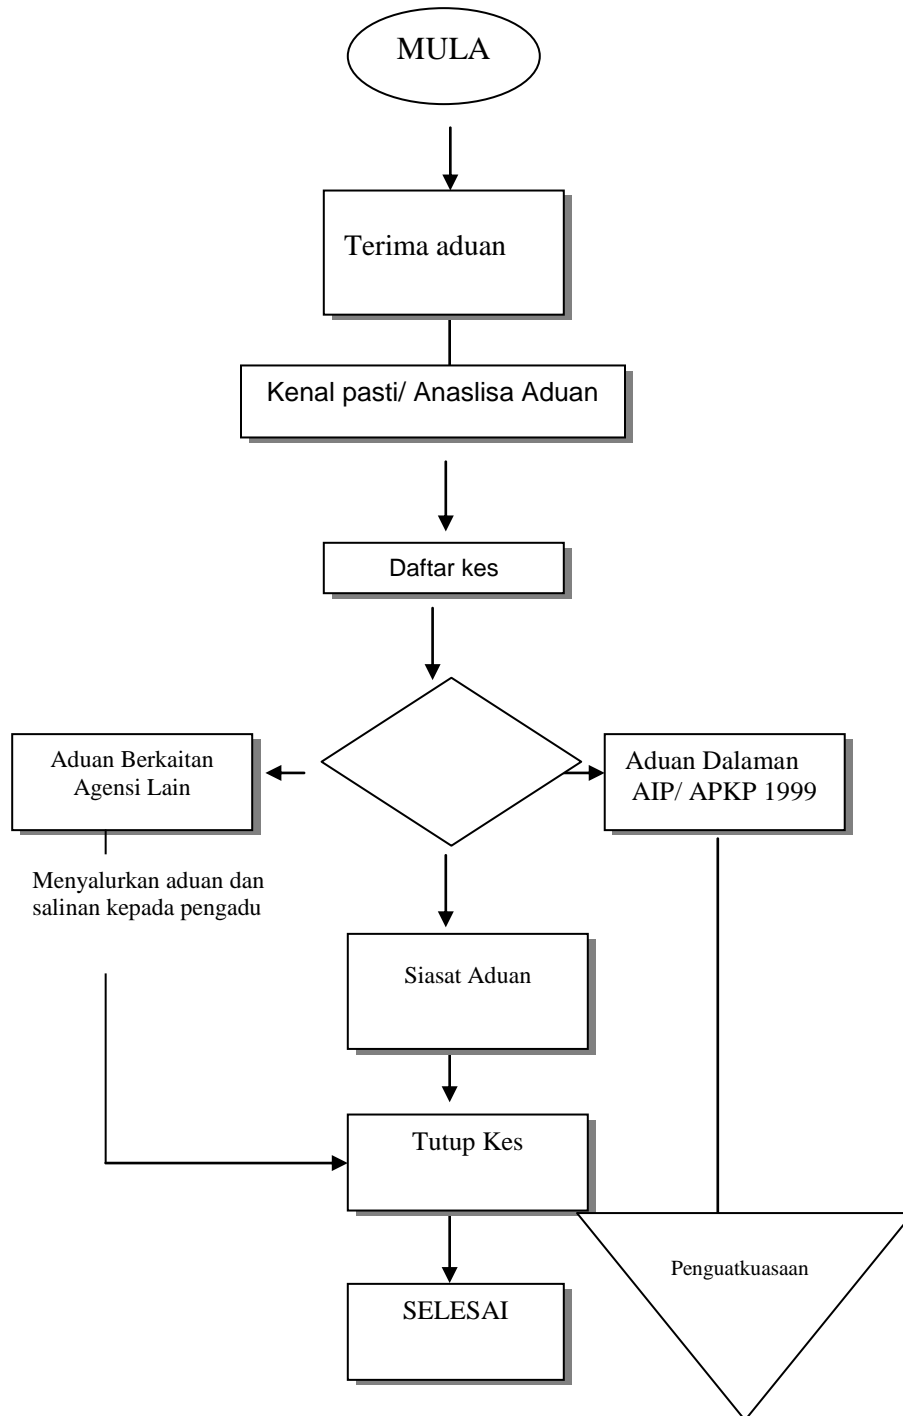 MULA
Terima aduan
Kenal pasti/ Anaslisa Aduan
Daftar kes
Aduan Berkaitan
Agensi Lain
Aduan Dalaman
AIP/ APKP 1999
Menyalurkan aduan dan
salinan kepada pengadu
Siasat Aduan
Tutup Kes
Penguatkuasaan
SELESAI